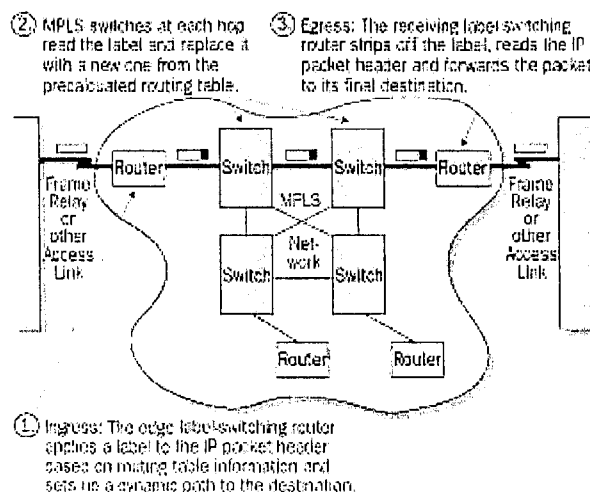 2. MPLS switches at each hop
read the label and replace it
with a new one from the
precalculated routing table.
3. Egress: The receiving label-switching
router strips off the label, reads the IP
packet header and forwards the packet
to its final destination.
Router
Switch
Switch
Router
Frame
Relay
or
other
Access
Link
MPLS
Net-
work
Frame
Relay
or
other
Access
Link
Switch
Switch
Router
Router
1. Ingress: The edge label-switching router
applies a label to the IP packet header
based on routing table information and
sets up a dynamic path to the destination.